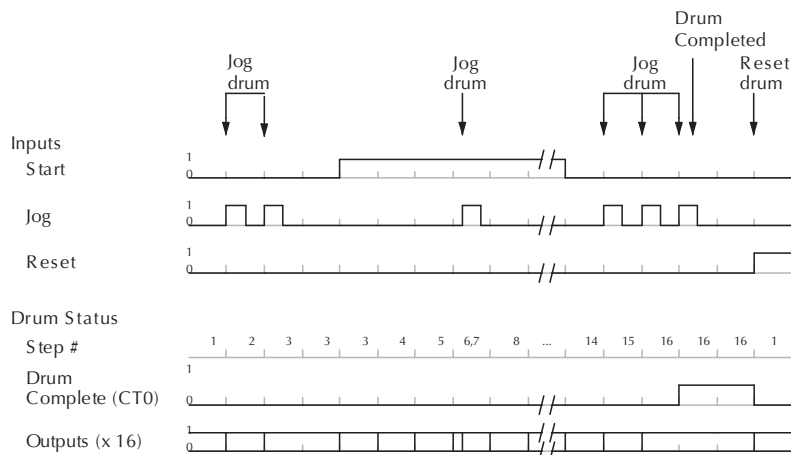 Drum
Completed
Jog
drum
Jog
drum
Jog
drum
Reset
drum
Inputs
Start
1
0
Jog
1
0
Reset
1
0
Drum Status
Step #
1 2 3 3 3 4 5 6,7 8 ... 14 15 16 16 16 1
Drum
Complete (CT0)
1
0
Outputs (x 16)
1
0